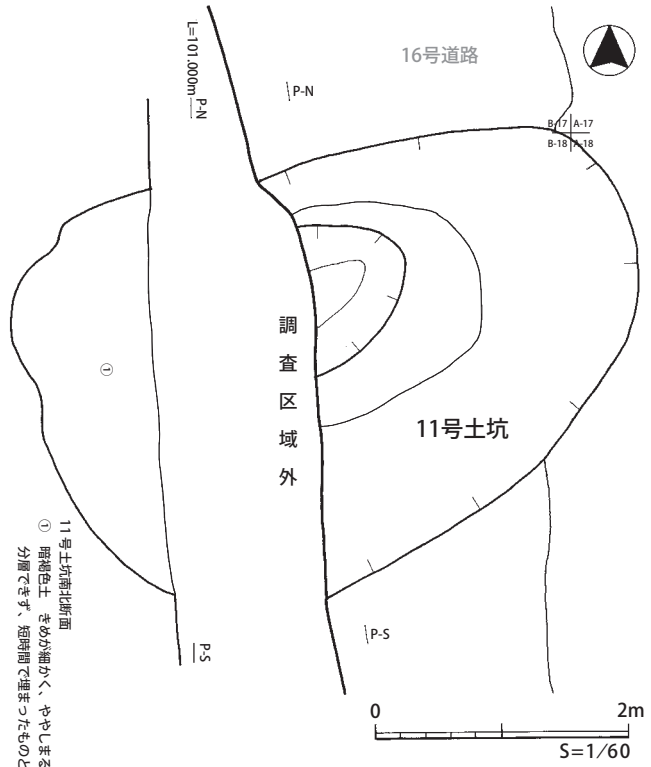 16号道路
P-N
L=101.000m
P-N
B-17
A-17
B-18
A-18
調査区域外
①
11号土坑
11号土坑南北断面
① 暗褐色土 きめが細かく、ややしまる
分層できず、短時間で埋まったものと
P-S
P-S
0 2m
S=1/60